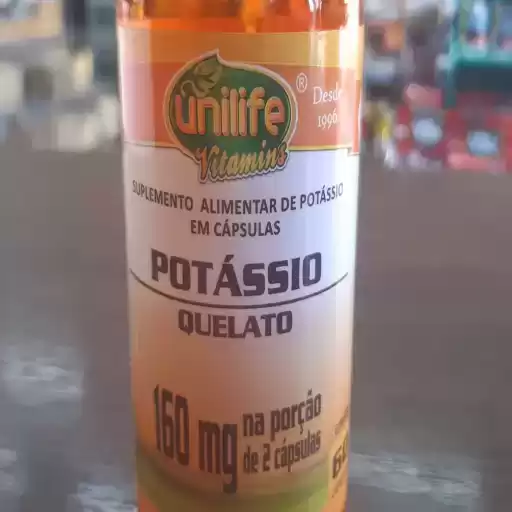 unilife
Vitamins
®
Desde
1996
SUPLEMENTO ALIMENTAR DE POTÁSSIO
EM CÁPSULAS
POTÁSSIO
QUELATO
160 mg
na porção
de 2 cápsulas